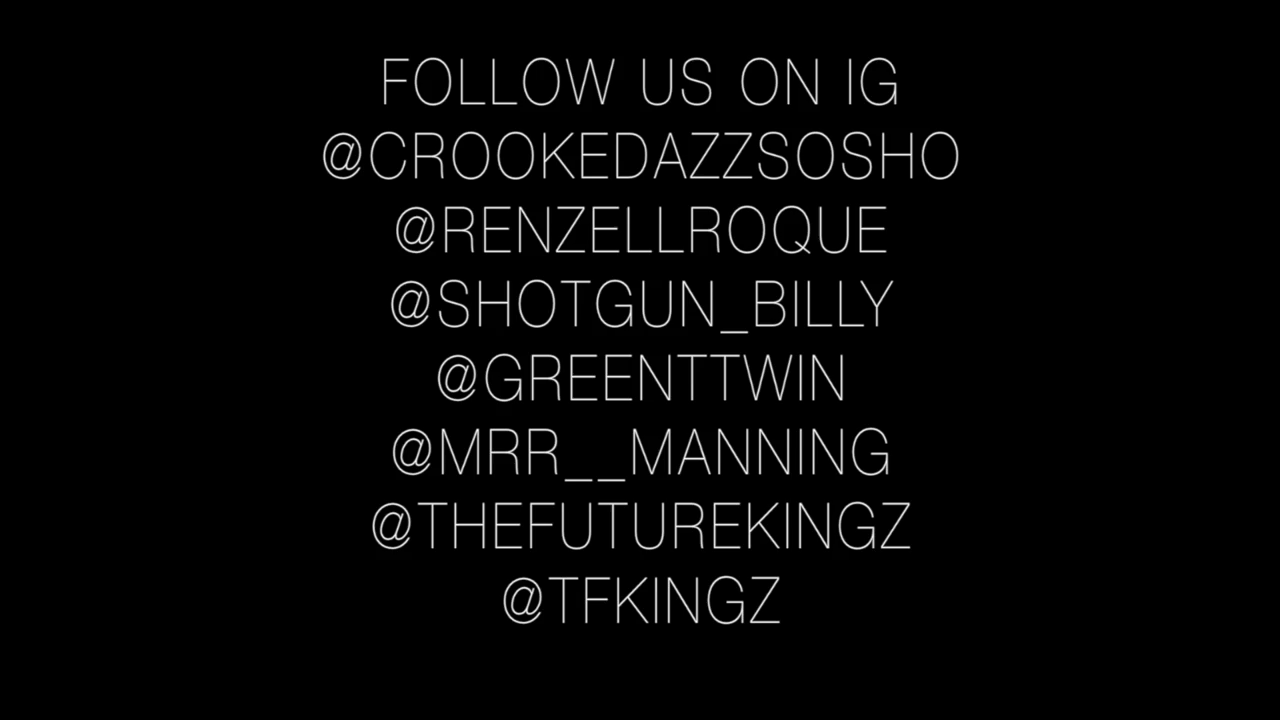 FOLLOW US ON IG
@CROOKEDAZZSOSHO
@RENZELLROQUE
@SHOTGUN_BILLY
@GREENTTWIN
@MRR__MANNING
@THEFUTUREKINGZ
@TFKINGZ